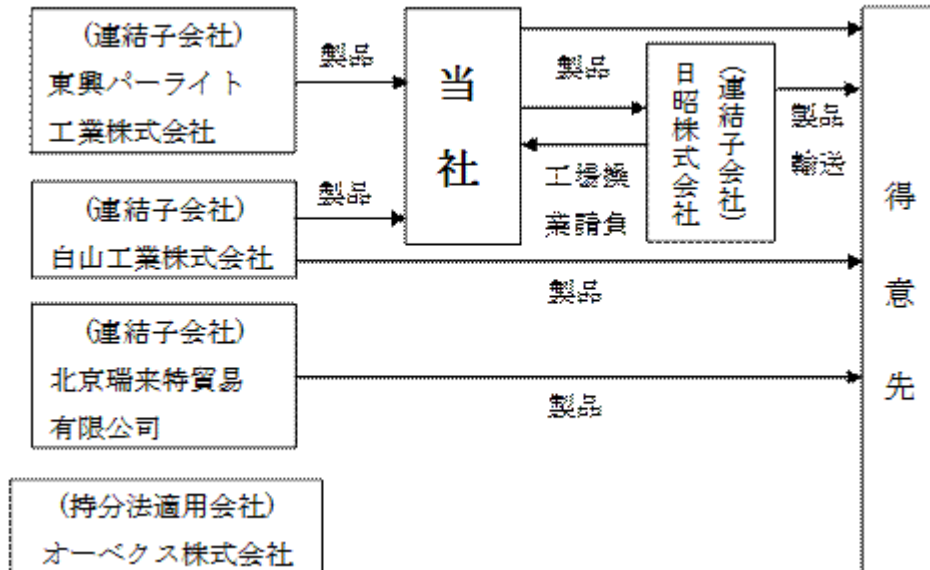 (連結子会社)
東興パーライト
工業株式会社
製品
当社
製品
工場操
業請負
(連結子会社)
日昭株式会社
製品
輸送
得意先
(連結子会社)
白山工業株式会社
製品
製品
(連結子会社)
北京瑞来特貿易
有限公司
製品
(持分法適用会社)
オーベクス株式会社